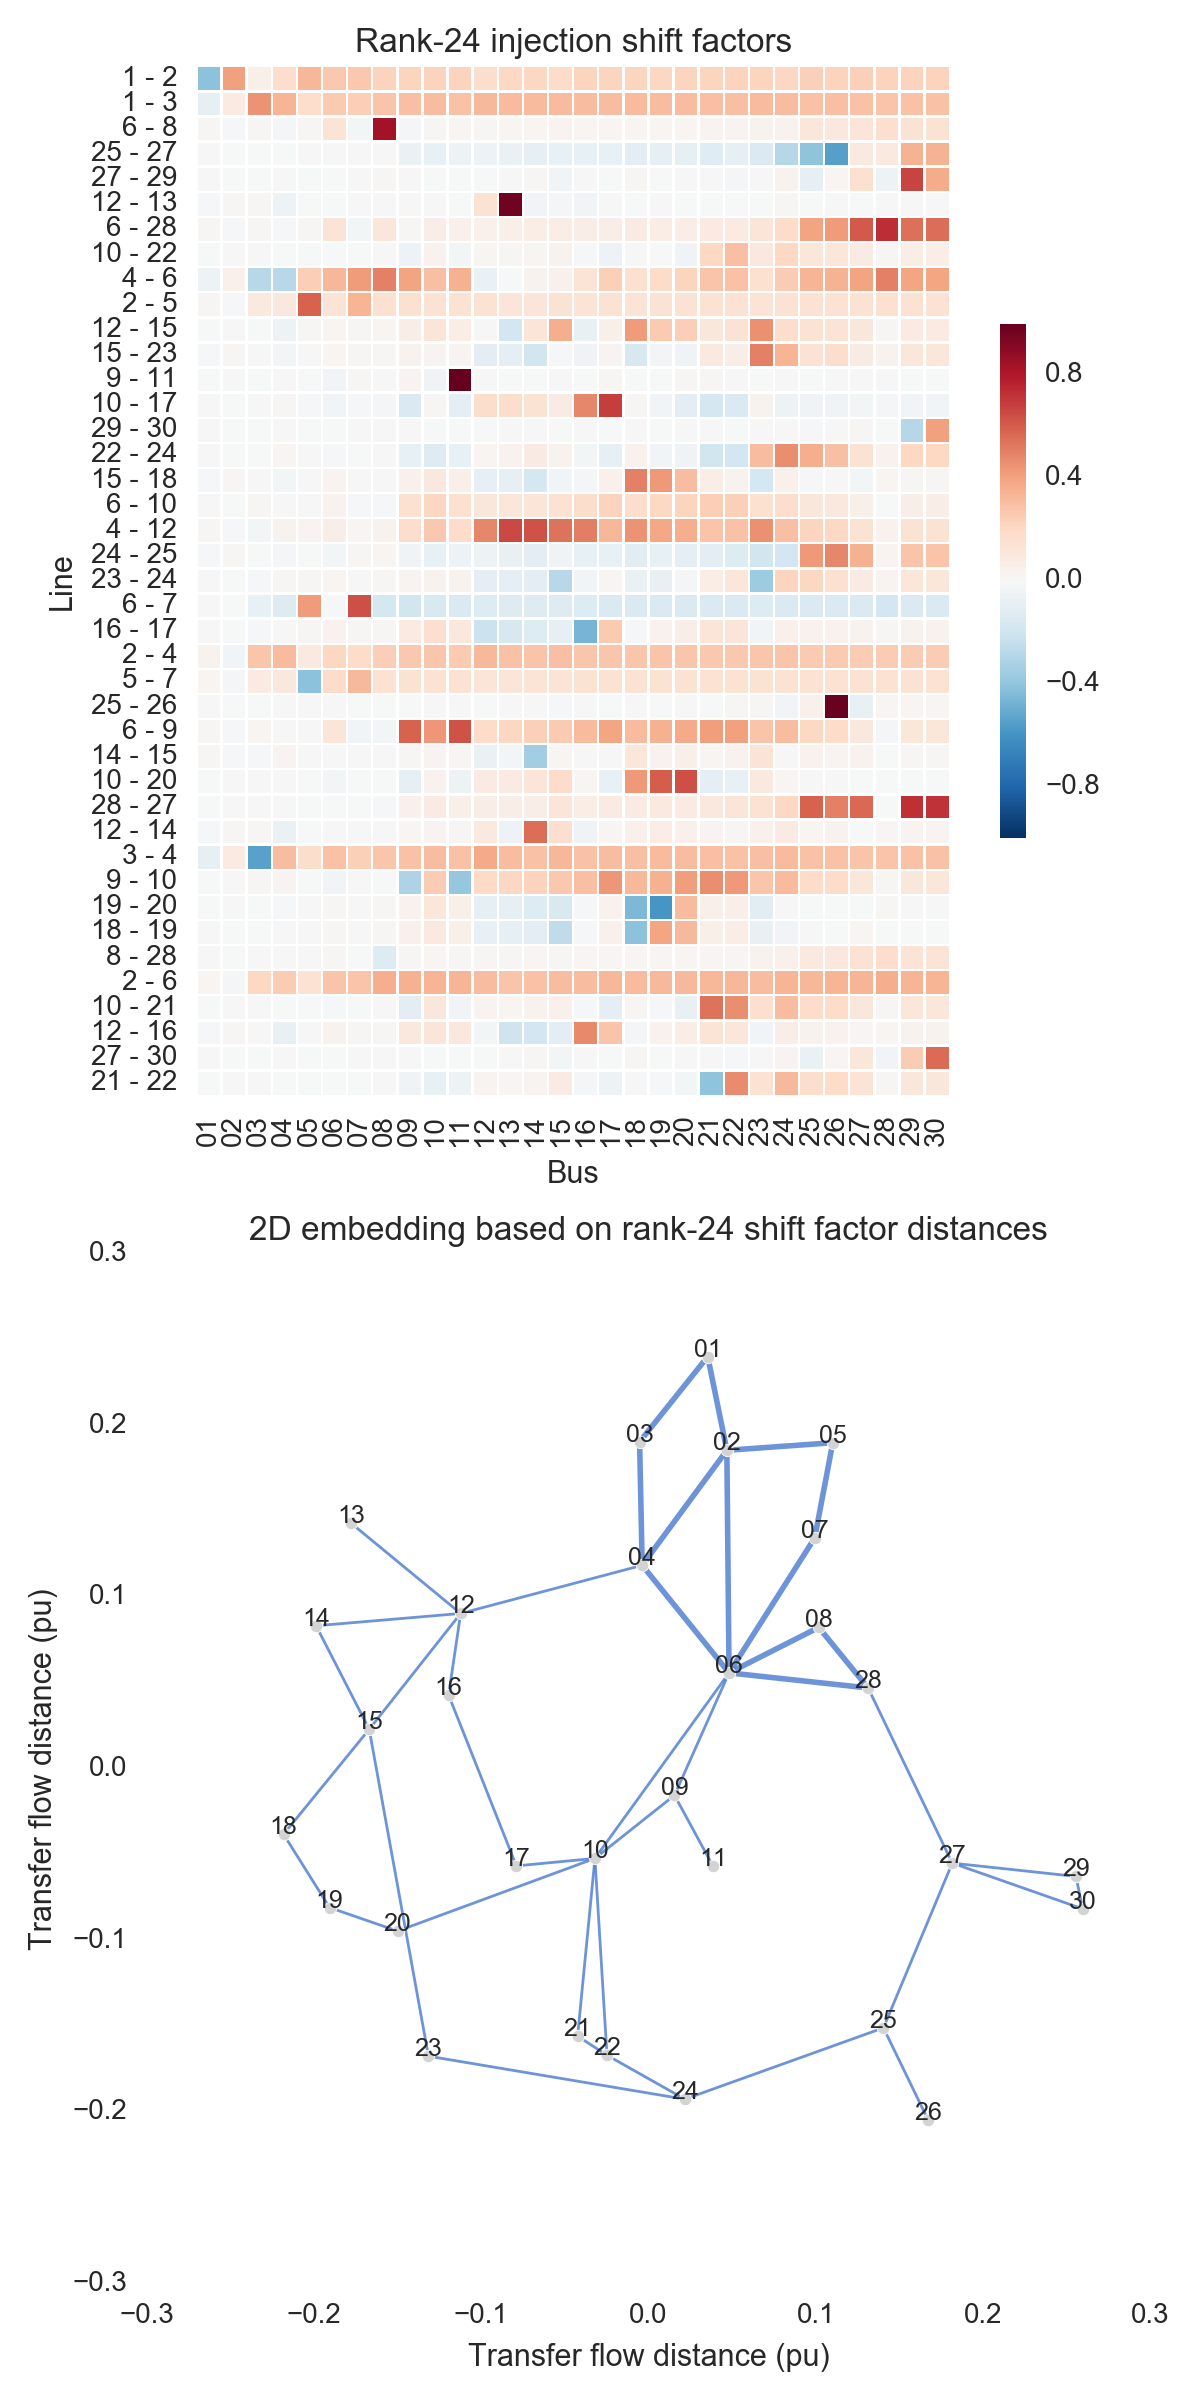 Rank-24 injection shift factors
1 - 2
1 - 3
6 - 8
25 - 27
27 - 29
12 - 13
6 - 28
10 - 22
4 - 6
2 - 5
12 - 15
15 - 23
9 - 11
10 - 17
29 - 30
22 - 24
15 - 18
6 - 10
4 - 12
24 - 25
23 - 24
6 - 7
16 - 17
2 - 4
5 - 7
25 - 26
6 - 9
14 - 15
10 - 20
28 - 27
12 - 14
3 - 4
9 - 10
19 - 20
18 - 19
8 - 28
2 - 6
10 - 21
12 - 16
27 - 30
21 - 22
Line
0.8
0.4
0.0
−0.4
−0.8
01 02 03 04 05 06 07 08 09 10 11 12 13 14 15 16 17 18 19 20 21 22 23 24 25 26 27 28 29 30
Bus
2D embedding based on rank-24 shift factor distances
0.3
0.2
0.1
0.0
−0.1
−0.2
−0.3
Transfer flow distance (pu)
01
03
02
05
13
07
04
12
14
08
06
28
16
15
09
18
17
10
11
27
29
19
30
20
21
25
23
22
24
26
−0.3 −0.2 −0.1 0.0 0.1 0.2 0.3
Transfer flow distance (pu)